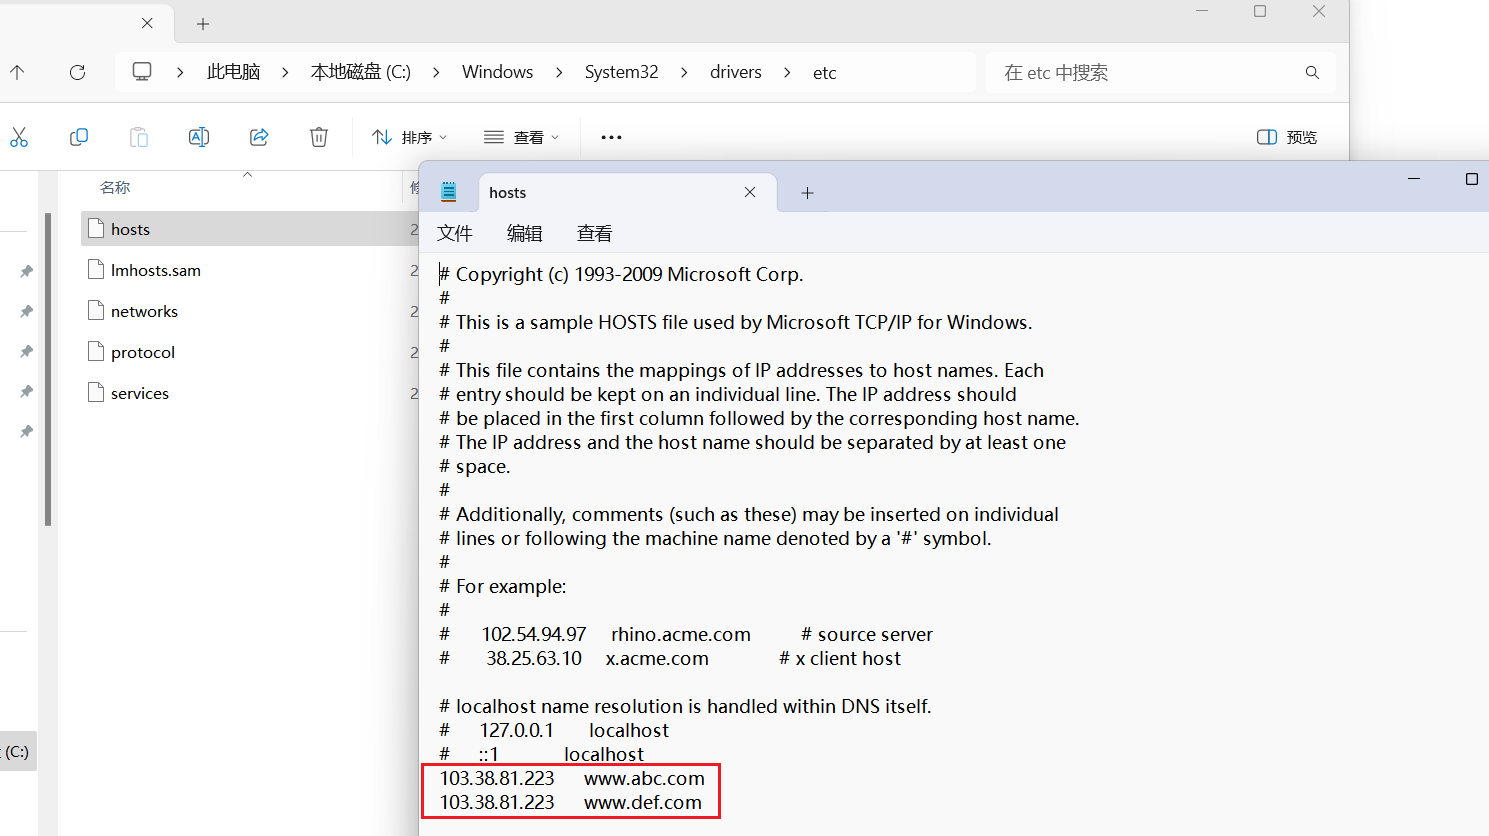 此电脑 > 本地磁盘 (C:) > Windows > System32 > drivers > etc
在 etc 中搜索
排序
查看
预览
名称
hosts
lmhosts.sam
networks
protocol
services
(C:)
hosts
文件 编辑 查看
# Copyright (c) 1993-2009 Microsoft Corp.
#
# This is a sample HOSTS file used by Microsoft TCP/IP for Windows.
#
# This file contains the mappings of IP addresses to host names. Each
# entry should be kept on an individual line. The IP address should
# be placed in the first column followed by the corresponding host name.
# The IP address and the host name should be separated by at least one
# space.
#
# Additionally, comments (such as these) may be inserted on individual
# lines or following the machine name denoted by a '#' symbol.
#
# For example:
#
#      102.54.94.97     rhino.acme.com          # source server
#       38.25.63.10     x.acme.com              # x client host

# localhost name resolution is handled within DNS itself.
#      127.0.0.1       localhost
#      ::1             localhost
103.38.81.223      www.abc.com
103.38.81.223      www.def.com